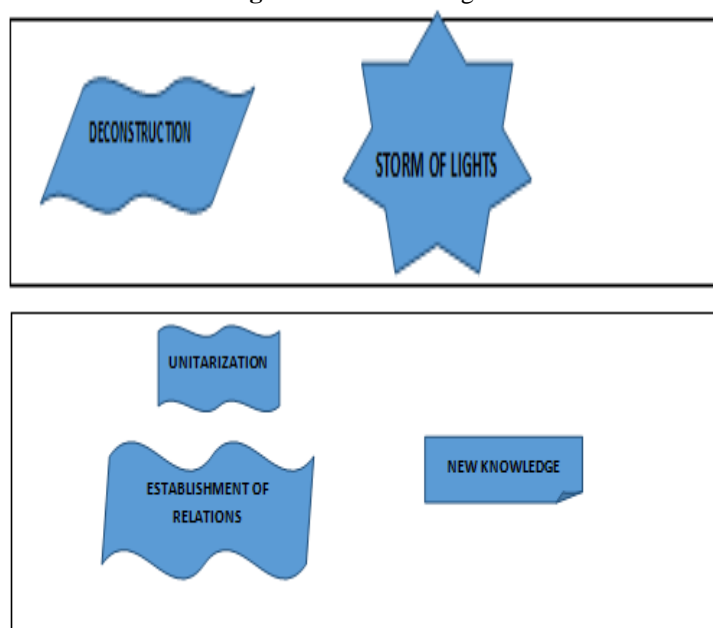 DECONSTRUCTION
STORM OF LIGHTS
UNITARIZATION
ESTABLISHMENT OF
RELATIONS
NEW KNOWLEDGE